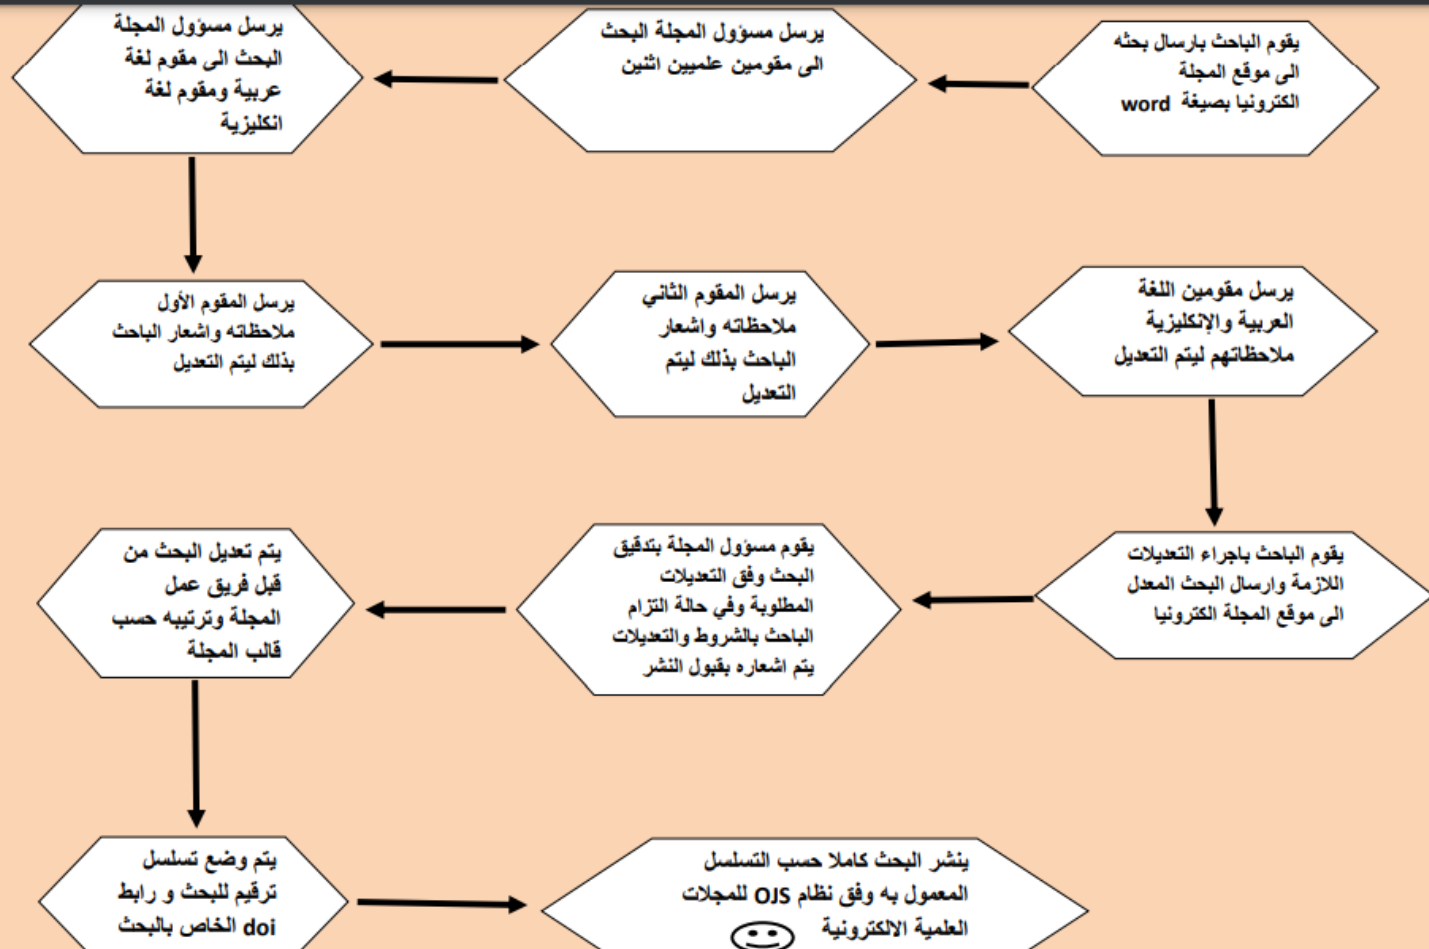 يقوم الباحث بارسال بحثه
الى موقع المجلة
الكترونيا بصيغة word
يرسل مسؤول المجلة البحث
الى مقومين علميين اثنين
يرسل مسؤول المجلة
البحث الى مقوم لغة
عربية ومقوم لغة
انكليزية
يرسل المقوم الأول
ملاحظاته واشعار الباحث
بذلك ليتم التعديل
يرسل المقوم الثاني
ملاحظاته واشعار
الباحث بذلك ليتم
التعديل
يرسل مقومين اللغة
العربية والإنكليزية
ملاحظاتهم ليتم التعديل
يقوم الباحث باجراء التعديلات
اللازمة وارسال البحث المعدل
الى موقع المجلة الكترونيا
يقوم مسؤول المجلة بتدقيق
البحث وفق التعديلات
المطلوبة وفي حالة التزام
الباحث بالشروط والتعديلات
يتم اشعاره بقبول النشر
يتم تعديل البحث من
قبل فريق عمل
المجلة وترتيبه حسب
قالب المجلة
يتم وضع تسلسل
ترقيم للبحث و رابط
doi الخاص بالبحث
ينشر البحث كاملا حسب التسلسل
المعمول به وفق نظام OJS للمجلات
العلمية الالكترونية